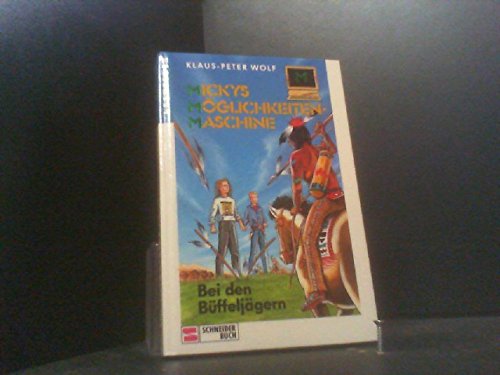 KLAUS-PETER WOLF
M
MICKYS
MÖGLICHKEITEN-
MASCHINE
Bei den
Büffeljägern
S
SCHNEIDER
BUCH